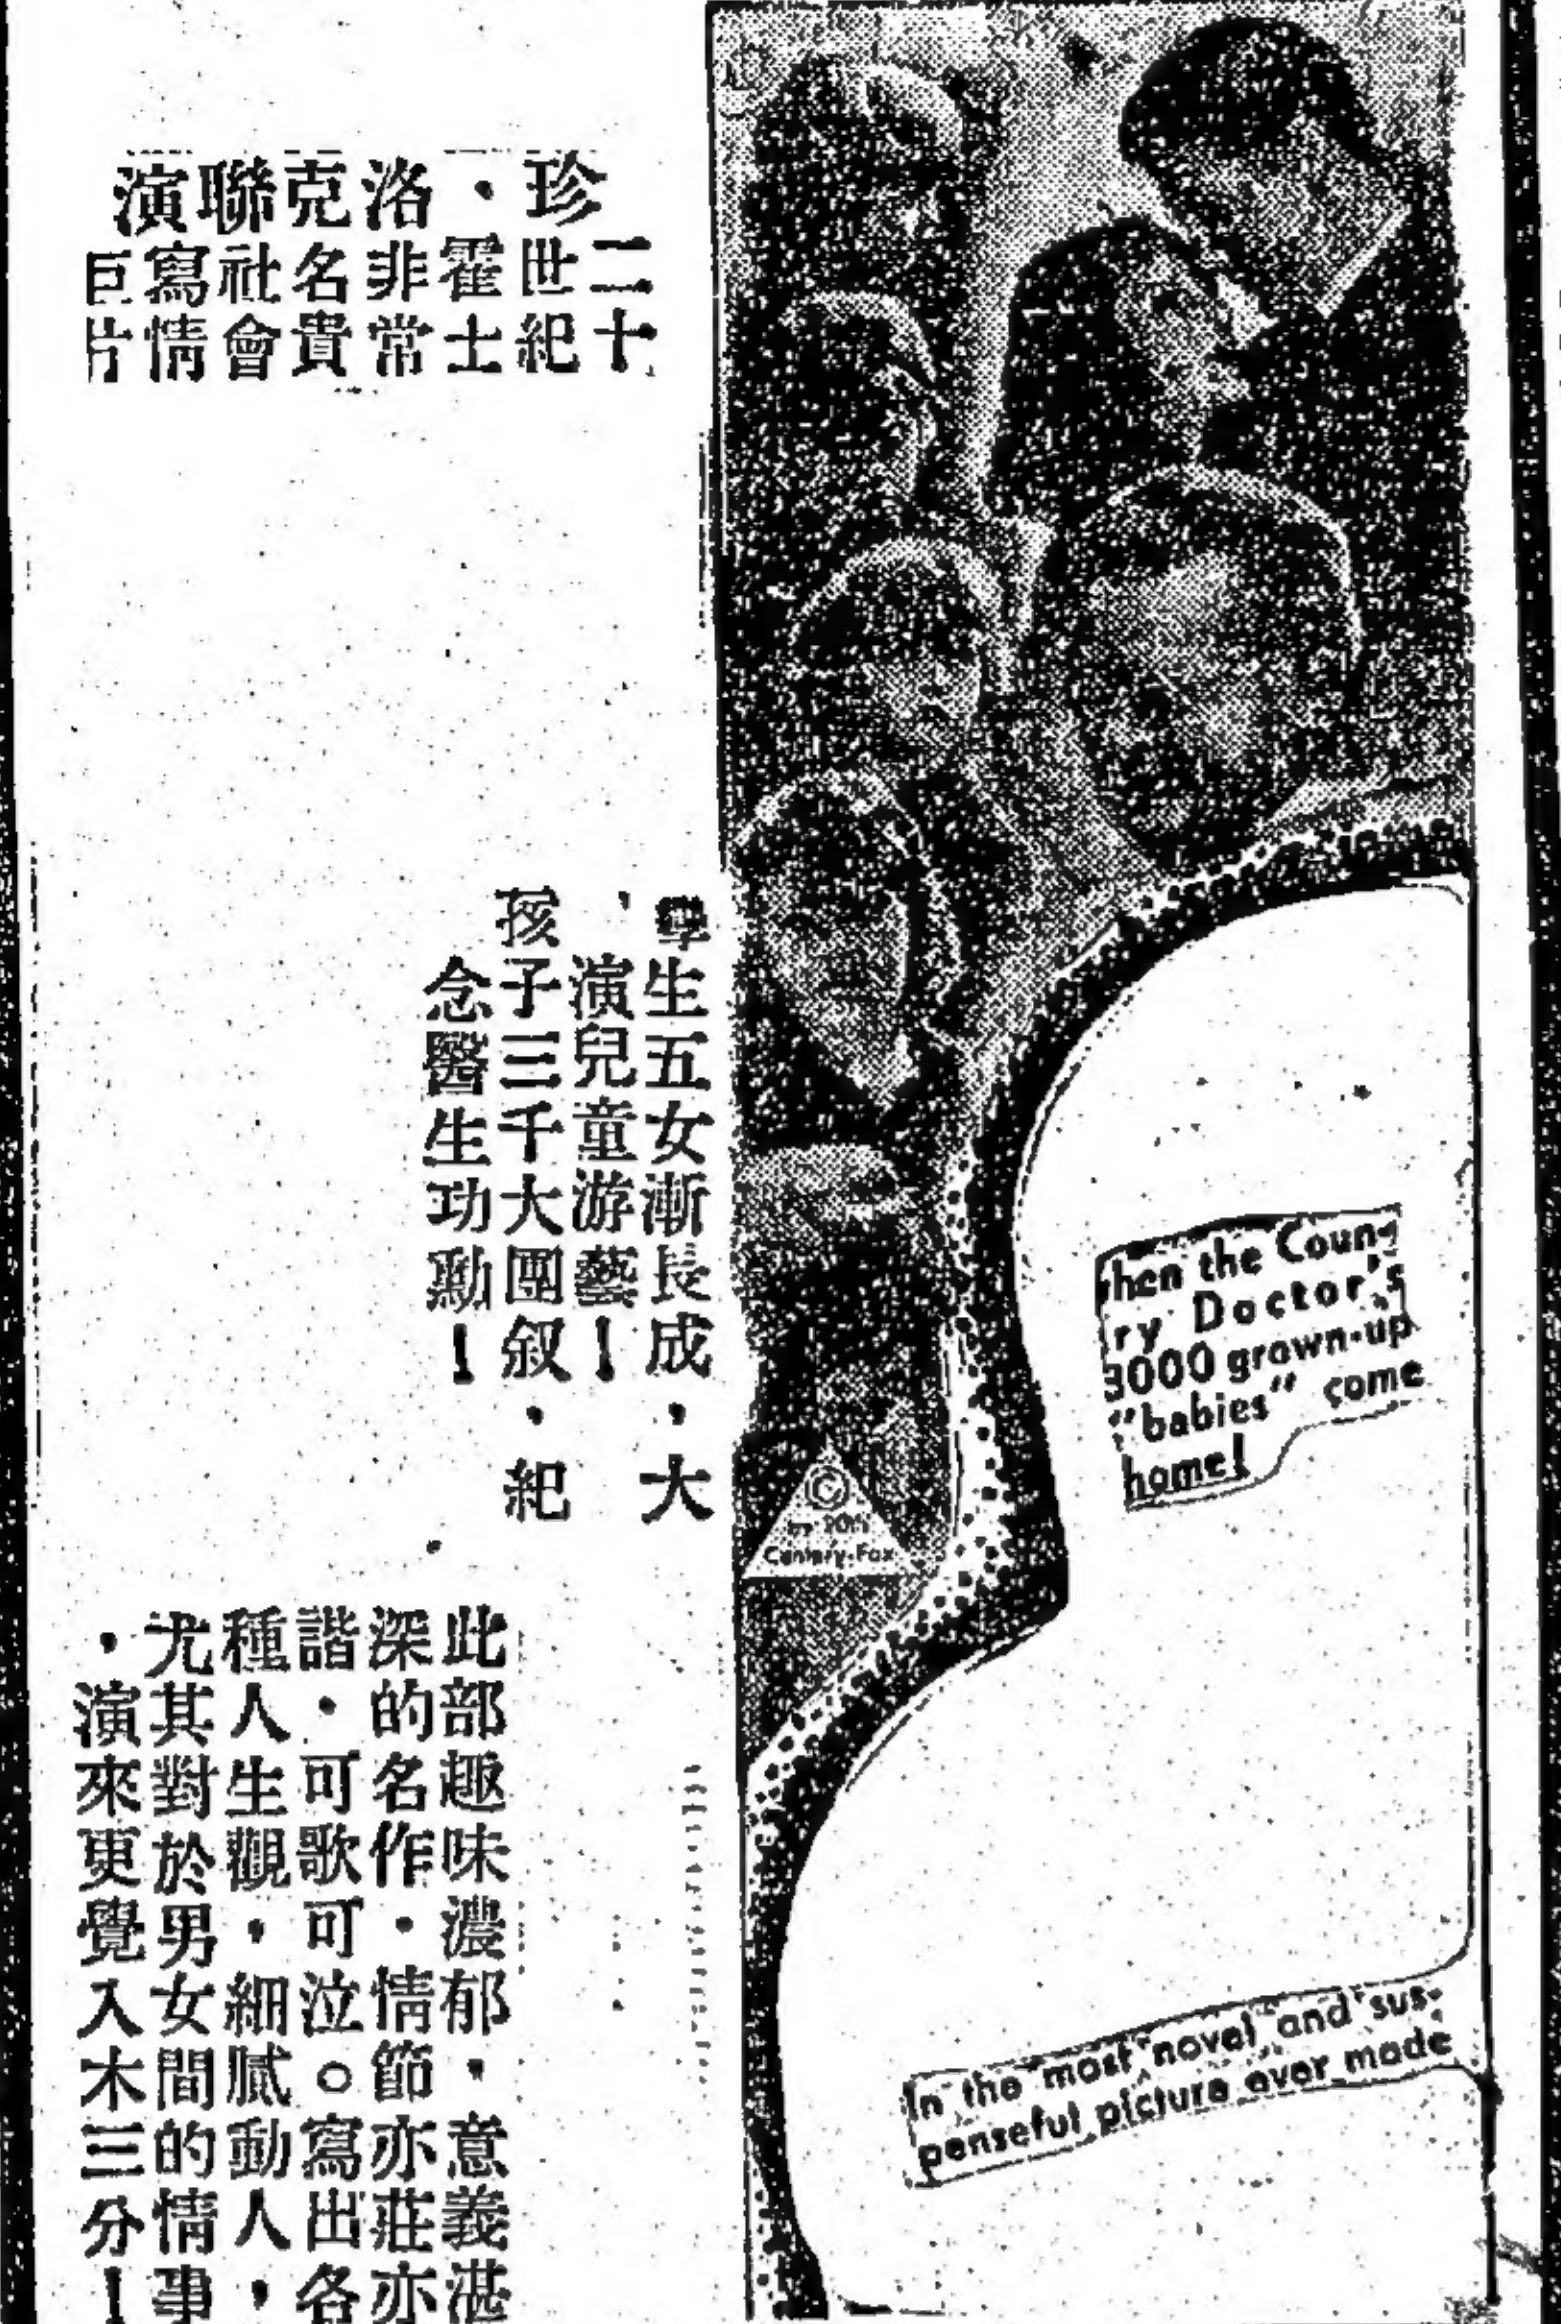 珍・洛克聯演
二十
世紀
霍士
非常
名貴
社會
寫情
巨片
生五女漸長成・大
，演兒童游藝！
孩子三千大團叙・紀
念醫生功勳！
此部趣味濃郁，意義湛
深的名作・情節亦莊亦
諧・可歌可泣。寫出各
種人生觀，細膩動人，
尤其對於男女間的情事
・演來更覺入木三分！
hen the Coun-
ry Doctor's
3000 grown-up
"babies" come
home!
©
by 20th
Century-Fox
In the most novel and sus-
penseful picture ever made